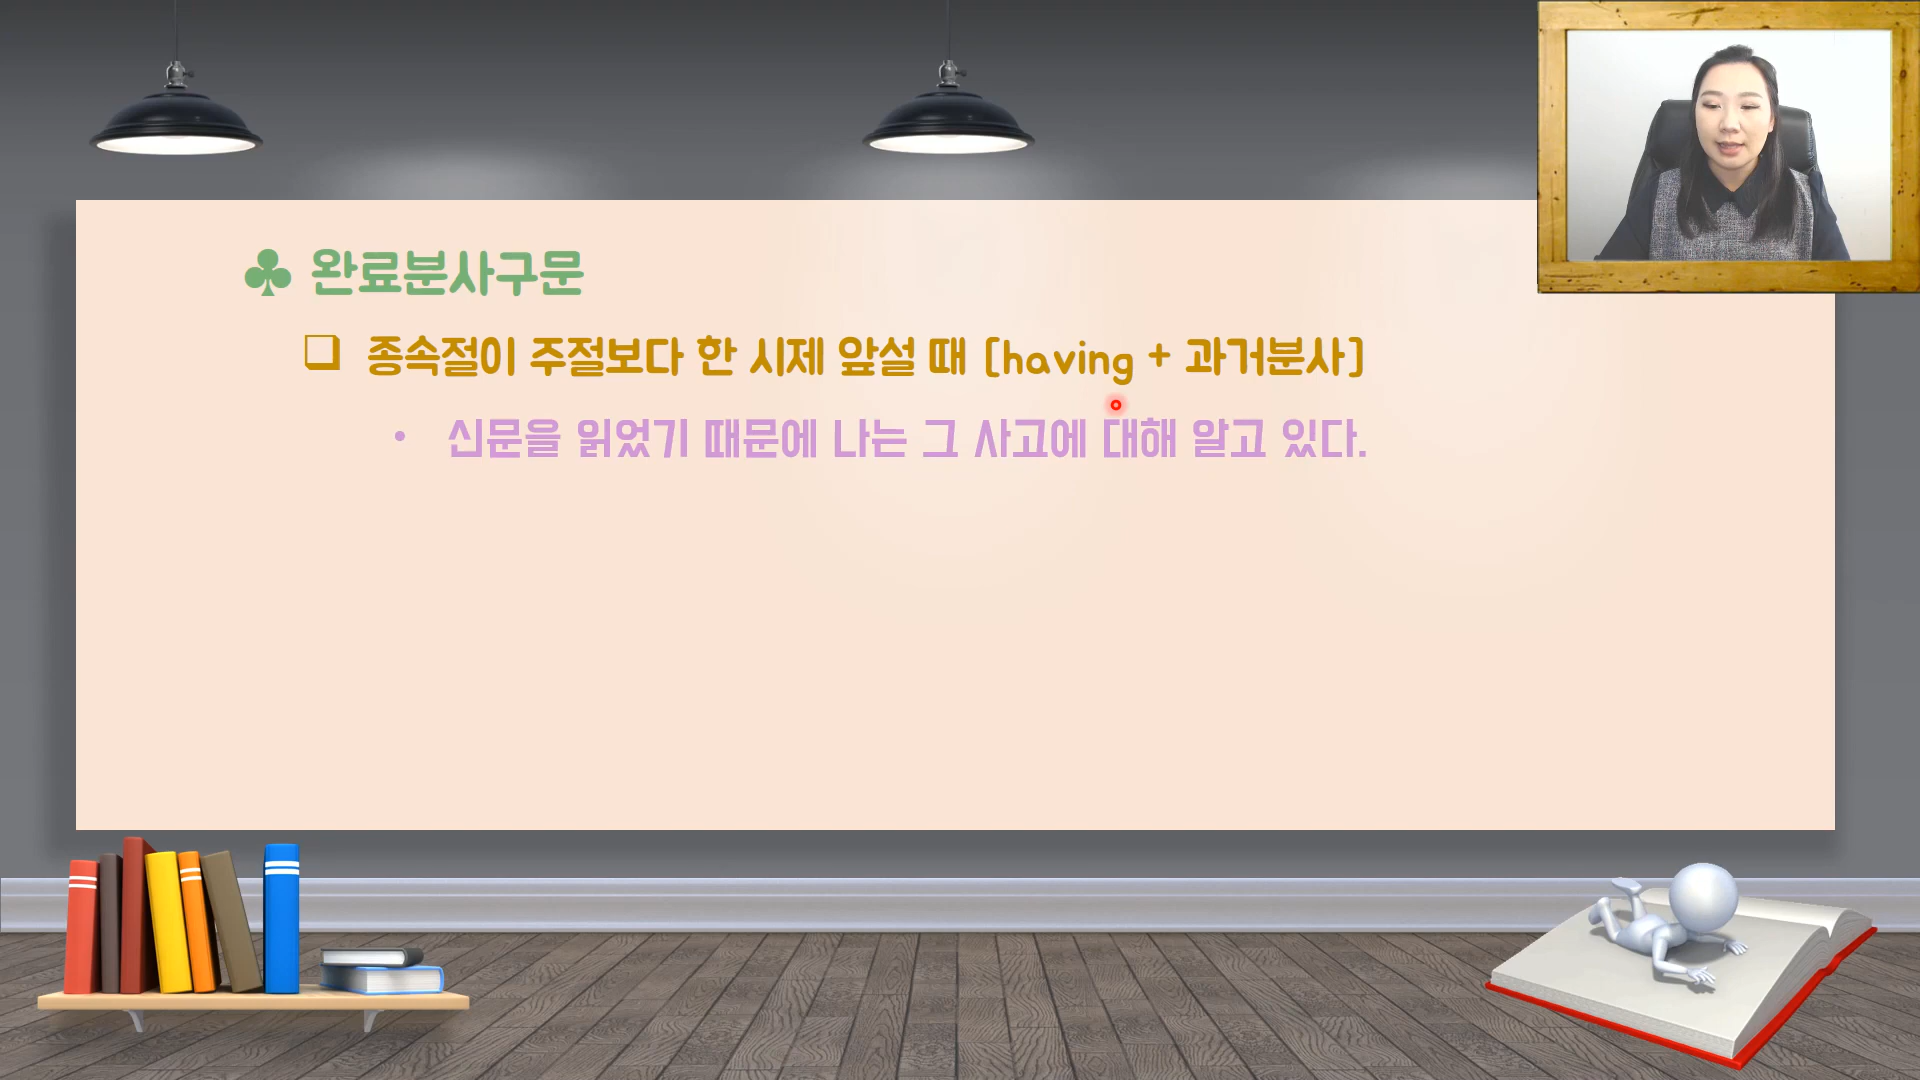 ♣ 완료분사구문
❑ 종속절이 주절보다 한 시제 앞설 때 [having + 과거분사]
• 신문을 읽었기 때문에 나는 그 사고에 대해 알고 있다.